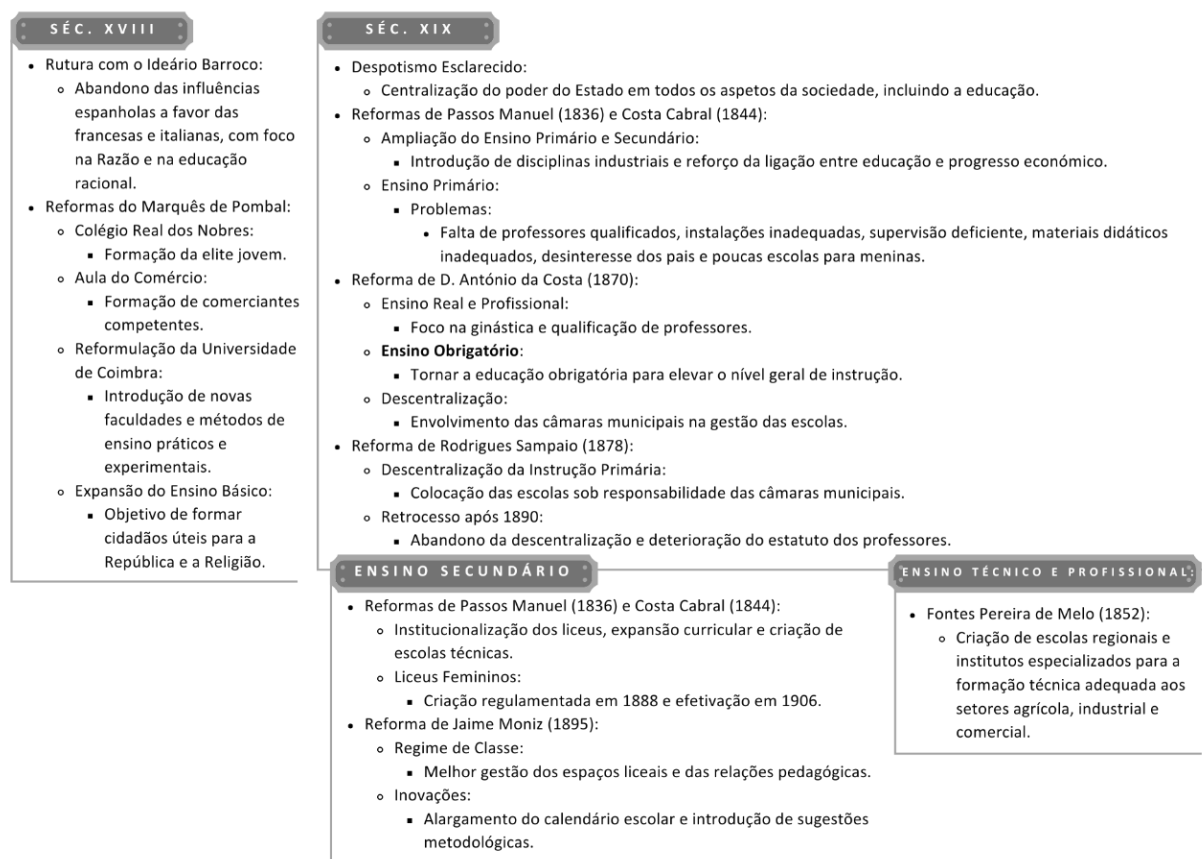 SÉC. XVIII
• Rutura com o Ideário Barroco:
◦ Abandono das influências
espanholas a favor das
francesas e italianas, com foco
na Razão e na educação
racional.
• Reformas do Marquês de Pombal:
◦ Colégio Real dos Nobres:
▪ Formação da elite jovem.
◦ Aula do Comércio:
▪ Formação de comerciantes
competentes.
◦ Reformulação da Universidade
de Coimbra:
▪ Introdução de novas
faculdades e métodos de
ensino práticos e
experimentais.
◦ Expansão do Ensino Básico:
▪ Objetivo de formar
cidadãos úteis para a
República e a Religião.
SÉC. XIX
• Despotismo Esclarecido:
◦ Centralização do poder do Estado em todos os aspetos da sociedade, incluindo a educação.
• Reformas de Passos Manuel (1836) e Costa Cabral (1844):
◦ Ampliação do Ensino Primário e Secundário:
▪ Introdução de disciplinas industriais e reforço da ligação entre educação e progresso económico.
◦ Ensino Primário:
▪ Problemas:
• Falta de professores qualificados, instalações inadequadas, supervisão deficiente, materiais didáticos
inadequados, desinteresse dos pais e poucas escolas para meninas.
• Reforma de D. António da Costa (1870):
◦ Ensino Real e Profissional:
▪ Foco na ginástica e qualificação de professores.
◦ Ensino Obrigatório:
▪ Tornar a educação obrigatória para elevar o nível geral de instrução.
◦ Descentralização:
▪ Envolvimento das câmaras municipais na gestão das escolas.
• Reforma de Rodrigues Sampaio (1878):
◦ Descentralização da Instrução Primária:
▪ Colocação das escolas sob responsabilidade das câmaras municipais.
◦ Retrocesso após 1890:
▪ Abandono da descentralização e deterioração do estatuto dos professores.
ENSINO SECUNDÁRIO
• Reformas de Passos Manuel (1836) e Costa Cabral (1844):
◦ Institucionalização dos liceus, expansão curricular e criação de
escolas técnicas.
◦ Liceus Femininos:
▪ Criação regulamentada em 1888 e efetivação em 1906.
• Reforma de Jaime Moniz (1895):
◦ Regime de Classe:
▪ Melhor gestão dos espaços liceais e das relações pedagógicas.
◦ Inovações:
▪ Alargamento do calendário escolar e introdução de sugestões
metodológicas.
ENSINO TÉCNICO E PROFISSIONAL:
• Fontes Pereira de Melo (1852):
◦ Criação de escolas regionais e
institutos especializados para a
formação técnica adequada aos
setores agrícola, industrial e
comercial.